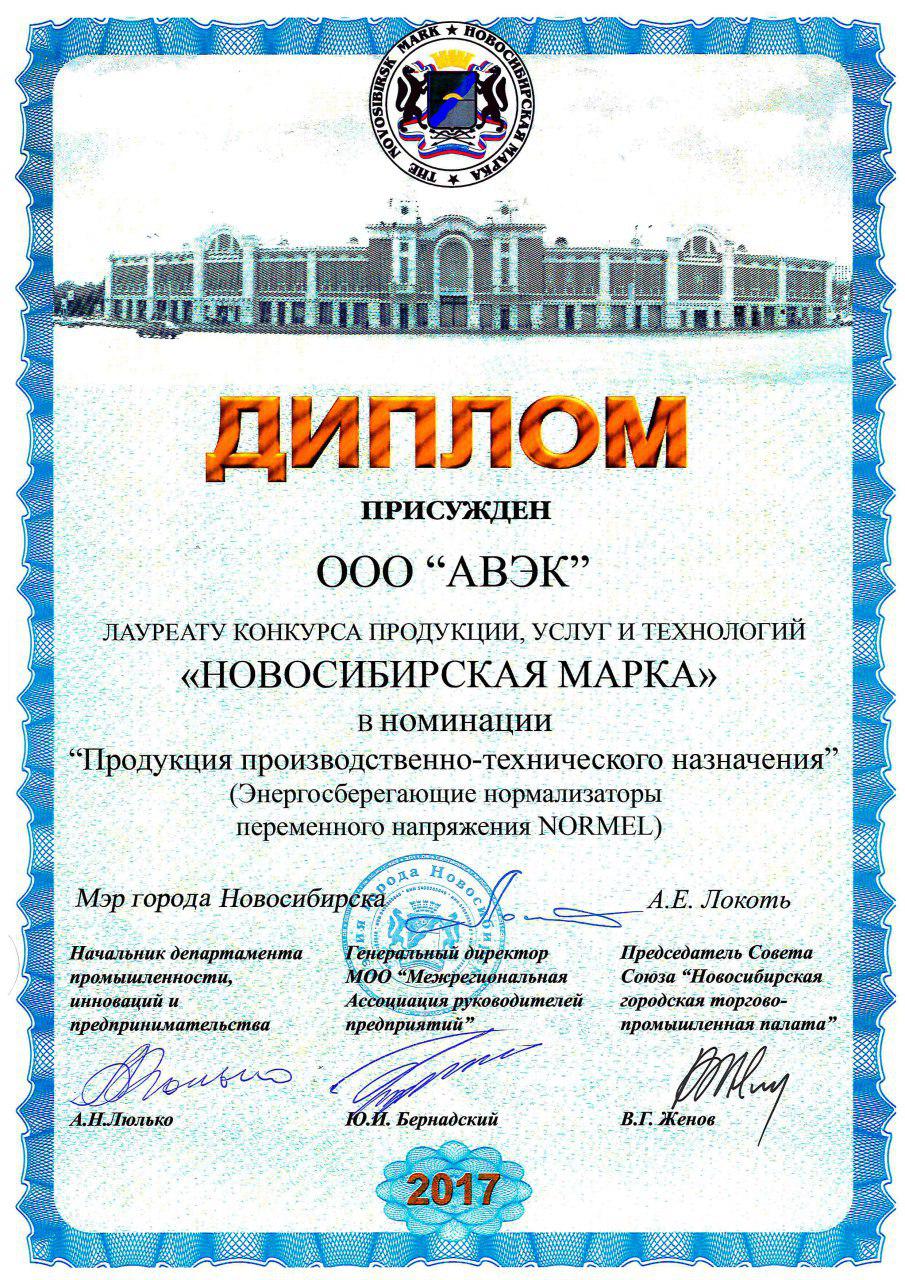 THE NOVOSIBIRSK MARK ★ НОВОСИБИРСКАЯ МАРКА ★
ДИПЛОМ
ПРИСУЖДЕН
ООО “АВЭК”
ЛАУРЕАТУ КОНКУРСА ПРОДУКЦИИ, УСЛУГ И ТЕХНОЛОГИЙ
«НОВОСИБИРСКАЯ МАРКА»
В НОМИНАЦИИ
“Продукция производственно-технического назначения”
(Энергосберегающие нормализаторы
переменного напряжения NORMEL)
Мэр города Новосибирска
А.Е. Локоть
города Новосиби
Начальник департамента
промышленности,
инноваций и
предпринимательства
А.Н.Люлько
Генеральный директор
МОО “Межрегиональная
Ассоциация руководителей
предприятий”
Ю.И. Бернадский
Председатель Совета
Союза “Новосибирская
городская торгово-
промышленная палата”
В.Г. Женов
2017